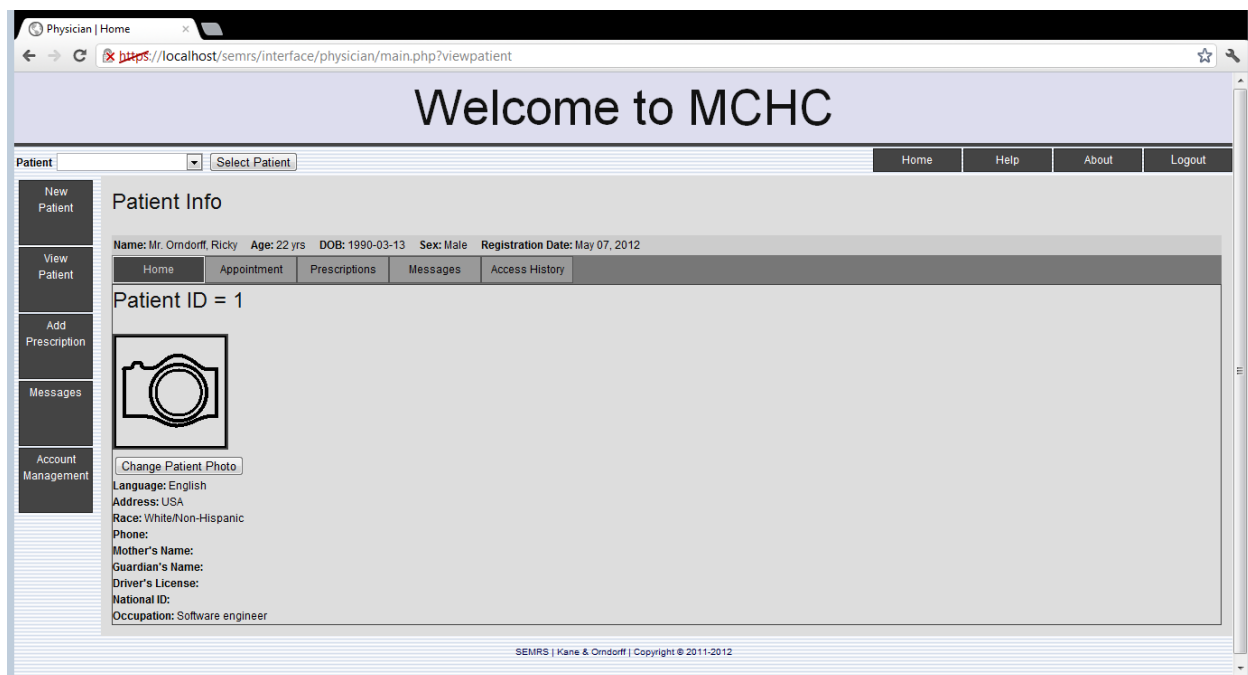 Physician | Home ×
https://localhost/semrs/interface/physician/main.php?viewpatient
Welcome to MCHC
Patient Select Patient Home Help About Logout
New
Patient
View
Patient
Add
Prescription
Messages
Account
Management
Patient Info
Name: Mr. Orndorff, Ricky Age: 22 yrs DOB: 1990-03-13 Sex: Male Registration Date: May 07, 2012
Home Appointment Prescriptions Messages Access History
Patient ID = 1
Change Patient Photo
Language: English
Address: USA
Race: White/Non-Hispanic
Phone:
Mother's Name:
Guardian's Name:
Driver's License:
National ID:
Occupation: Software engineer
SEMRS | Kane & Orndorff | Copyright © 2011-2012